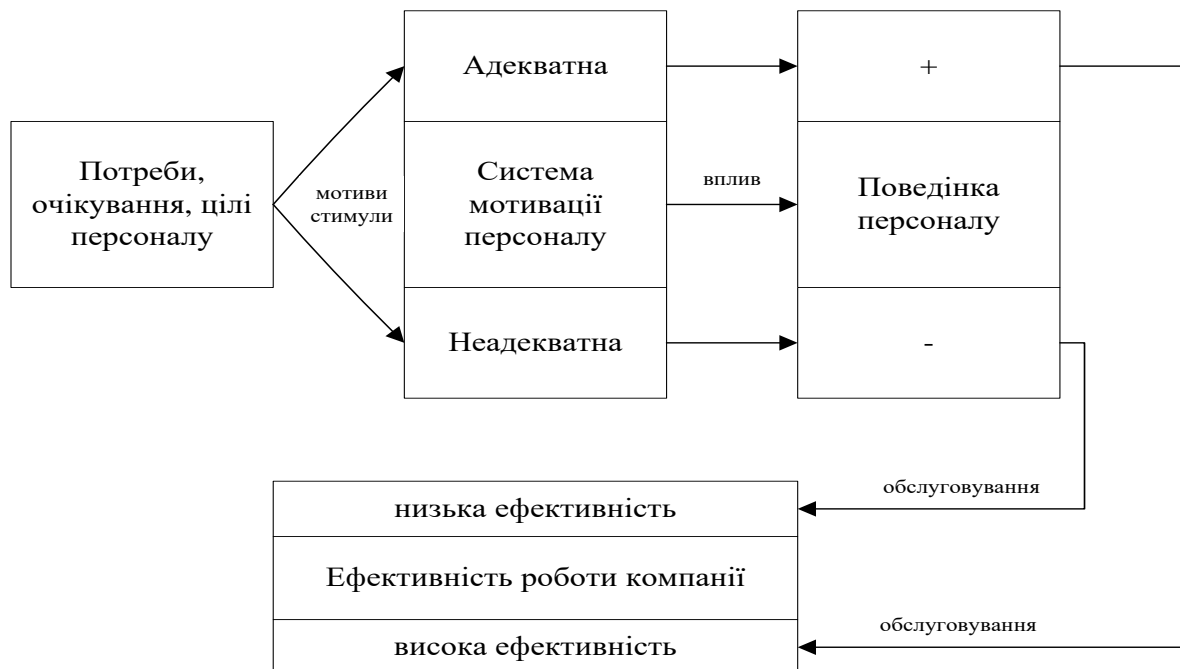 Адекватна
+
Потреби,
очікування, цілі
персоналу
мотиви
стимули
Система
мотивації
персоналу
вплив
Поведінка
персоналу
Неадекватна
-
обслуговування
низька ефективність
Ефективність роботи компанії
обслуговування
висока ефективність